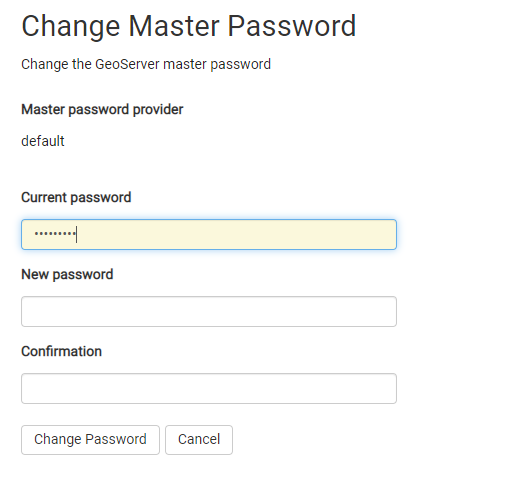 Change Master Password
Change the GeoServer master password
Master password provider
default
Current password
•••••••••
New password
Confirmation
Change Password
Cancel